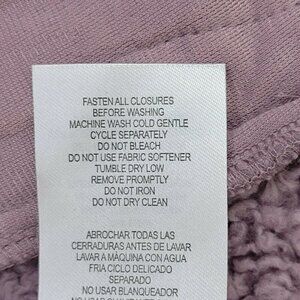 FASTEN ALL CLOSURES
BEFORE WASHING
MACHINE WASH COLD GENTLE
CYCLE SEPARATELY
DO NOT BLEACH
DO NOT USE FABRIC SOFTENER
TUMBLE DRY LOW
REMOVE PROMPTLY
DO NOT IRON
DO NOT DRY CLEAN
ABROCHAR TODAS LAS
CERRADURAS ANTES DE LAVAR
LAVAR A MÁQUINA CON AGUA
FRÍA CICLO DELICADO
SEPARADO
NO USAR BLANQUEADOR